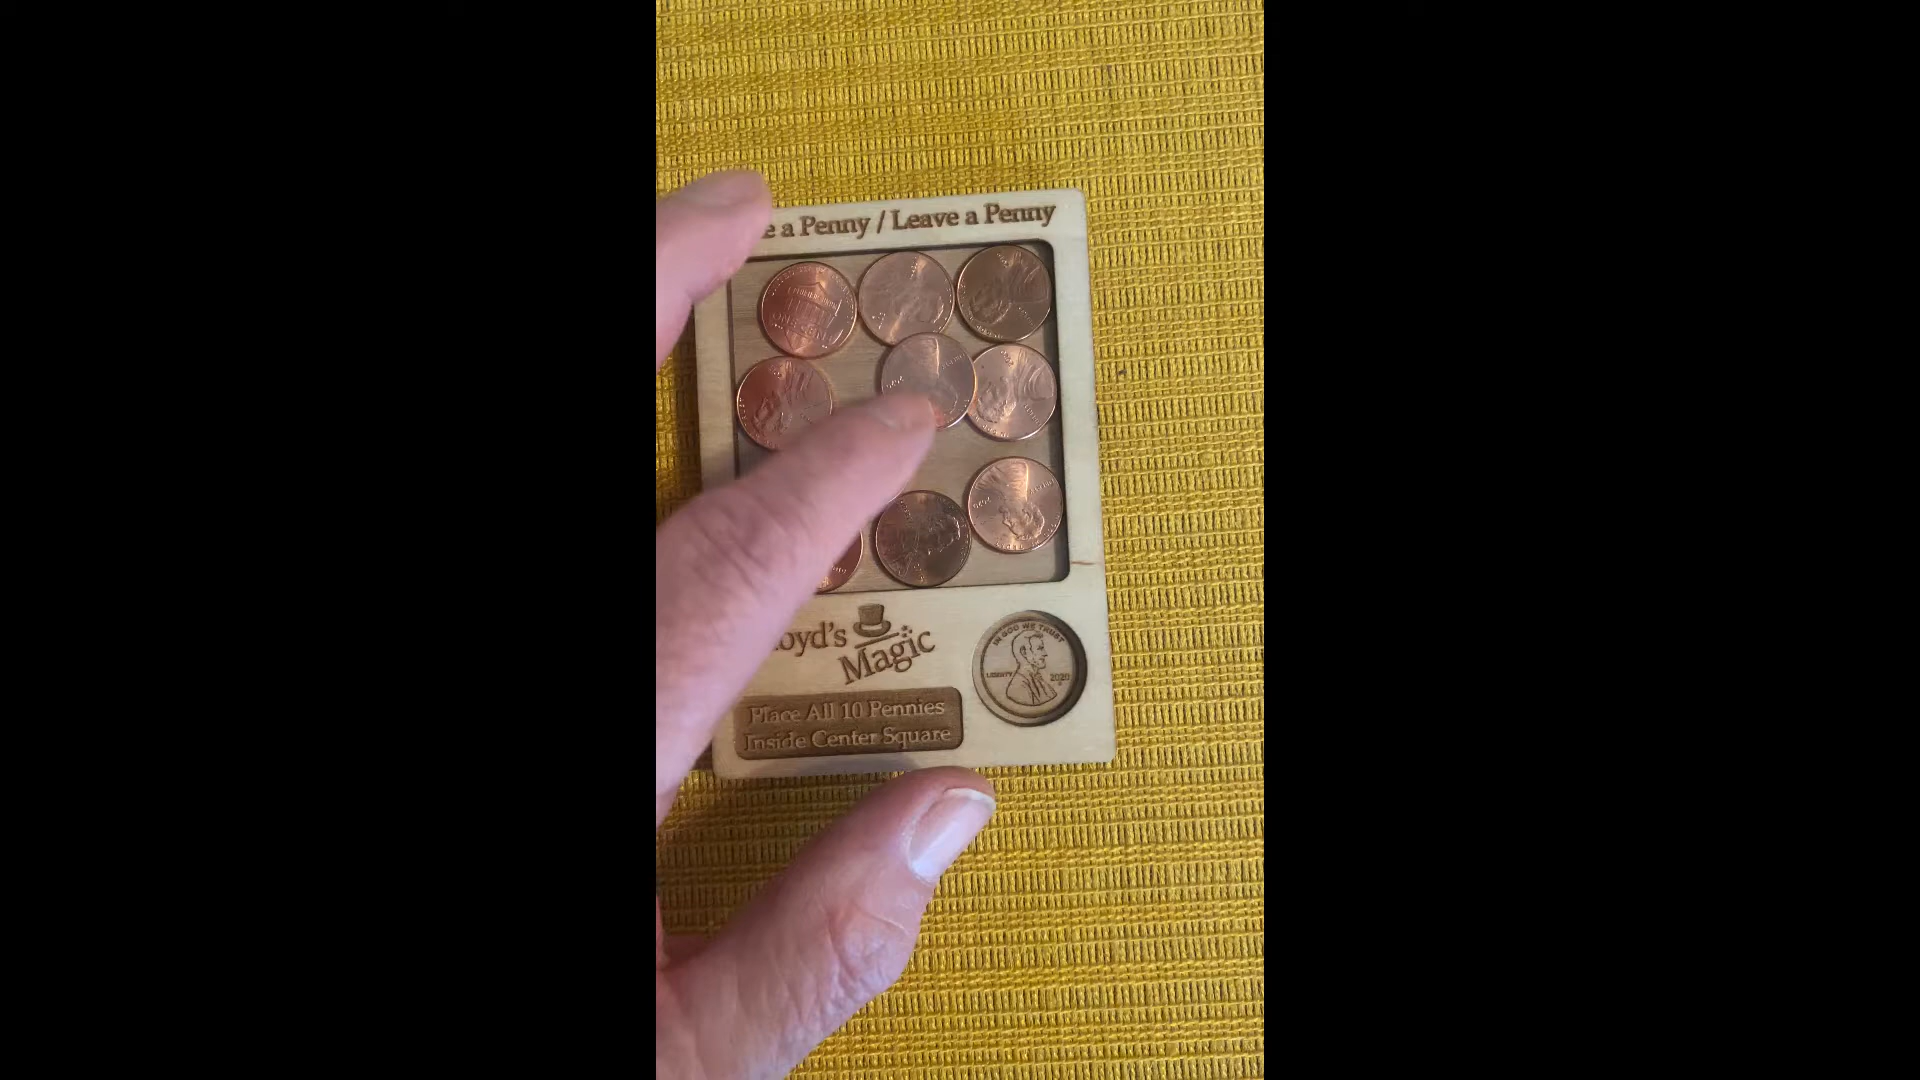 e a Penny / Leave a Penny
oyd's
Magic
Place All 10 Pennies
Inside Center Square
IN GOD WE TRUST
LIBERTY 2020